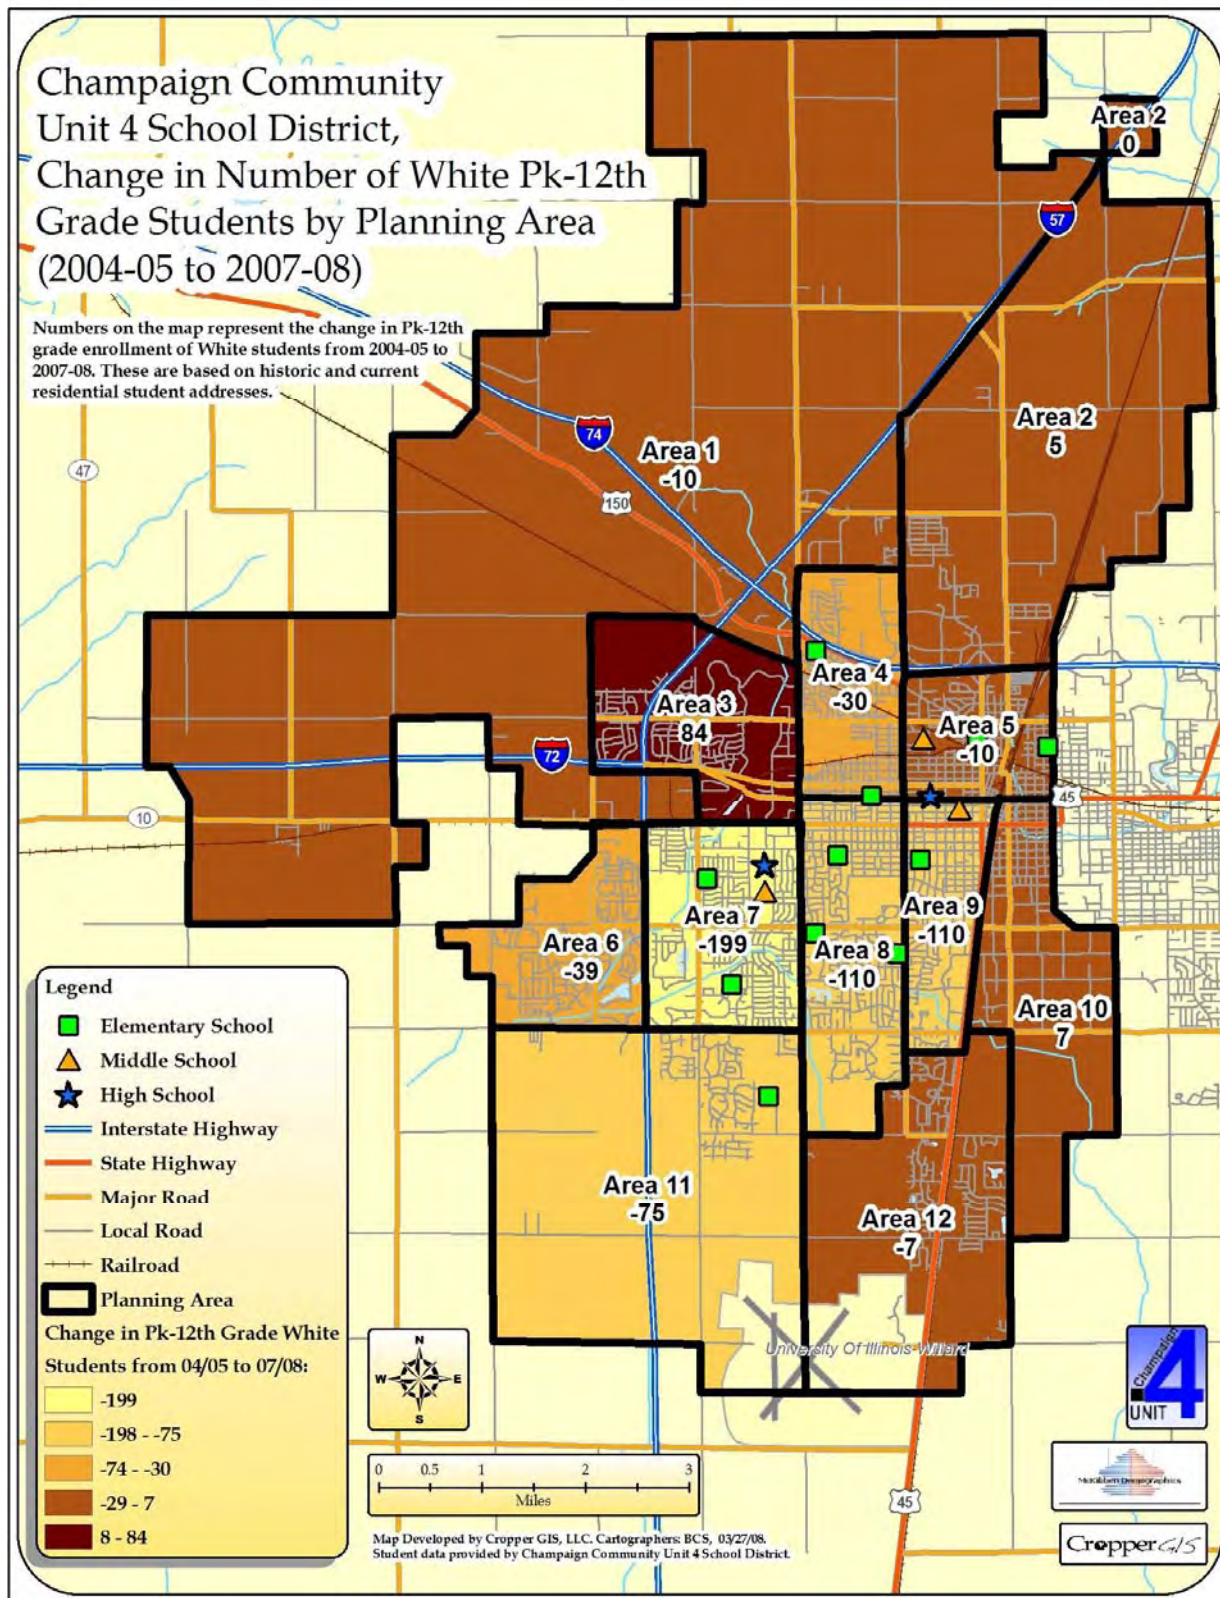 Champaign Community
Unit 4 School District,
Change in Number of White Pk-12th
Grade Students by Planning Area
(2004-05 to 2007-08)
Numbers on the map represent the change in Pk-12th
grade enrollment of White students from 2004-05 to
2007-08. These are based on historic and current
residential student addresses.
Area 2
0
57
Area 2
5
74
Area 1
-10
47
150
Area 4
-30
Area 3
84
Area 5
-10
72
45
10
Area 7
-199
Area 9
-110
Area 6
-39
Area 8
-110
Area 10
7
Area 11
-75
Area 12
-7
University Of Illinois Willard
45
Legend
Elementary School
Middle School
High School
Interstate Highway
State Highway
Major Road
Local Road
Railroad
Planning Area
Change in Pk-12th Grade White
Students from 04/05 to 07/08:
-199
-198 - -75
-74 - -30
-29 - 7
8 - 84
N
W E
S
0 0.5 1 2 3
Miles
Map Developed by Cropper GIS, LLC. Cartographers: BCS, 03/27/08.
Student data provided by Champaign Community Unit 4 School District.
Champaign
4
UNIT
McKibben Demographics
Cropper GIS